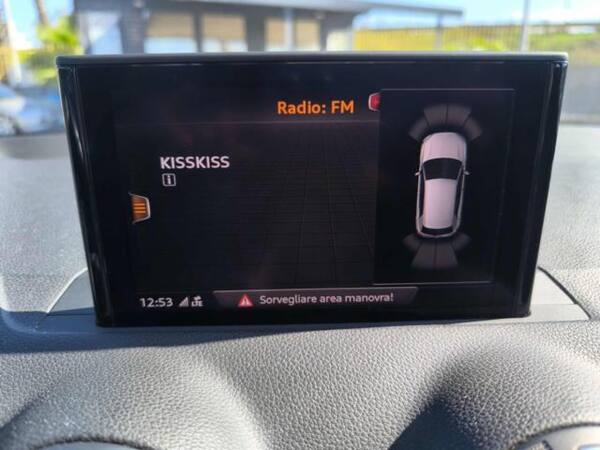 Radio: FM
KISSKISS
i
12:53 LTE
Sorvegliare area manovra!